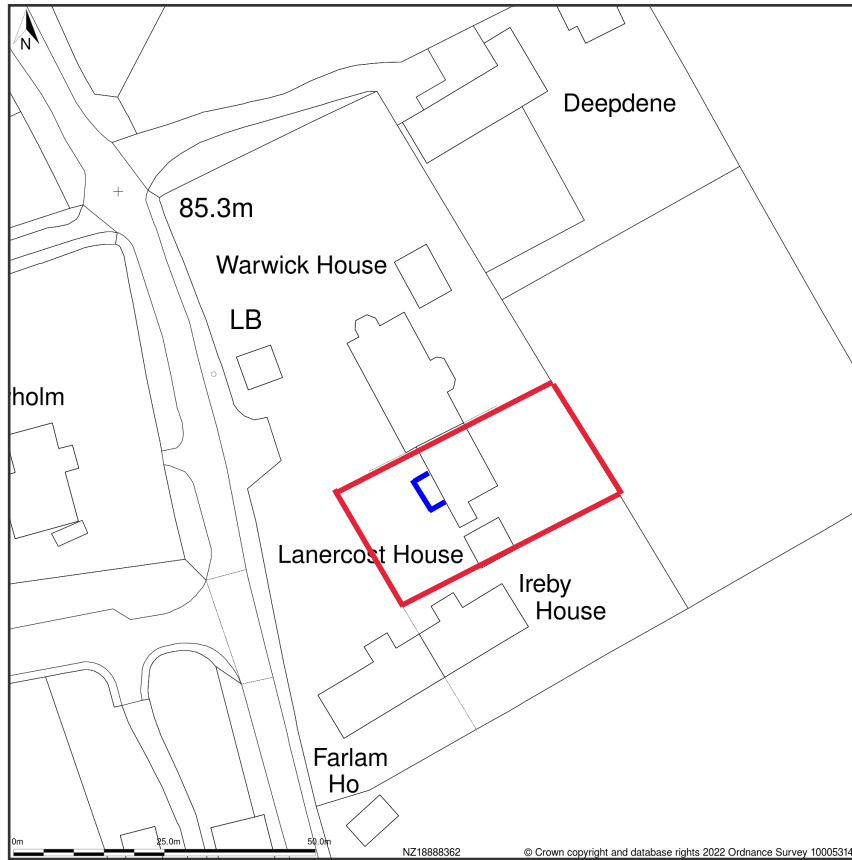 N
Deepdene
85.3m
Warwick House
LB
rholm
Lanercost House
Ireby
House
Farlam
Ho
0m
25.0m
50.0m
NZ18888362
© Crown copyright and database rights 2022 Ordnance Survey 10005314